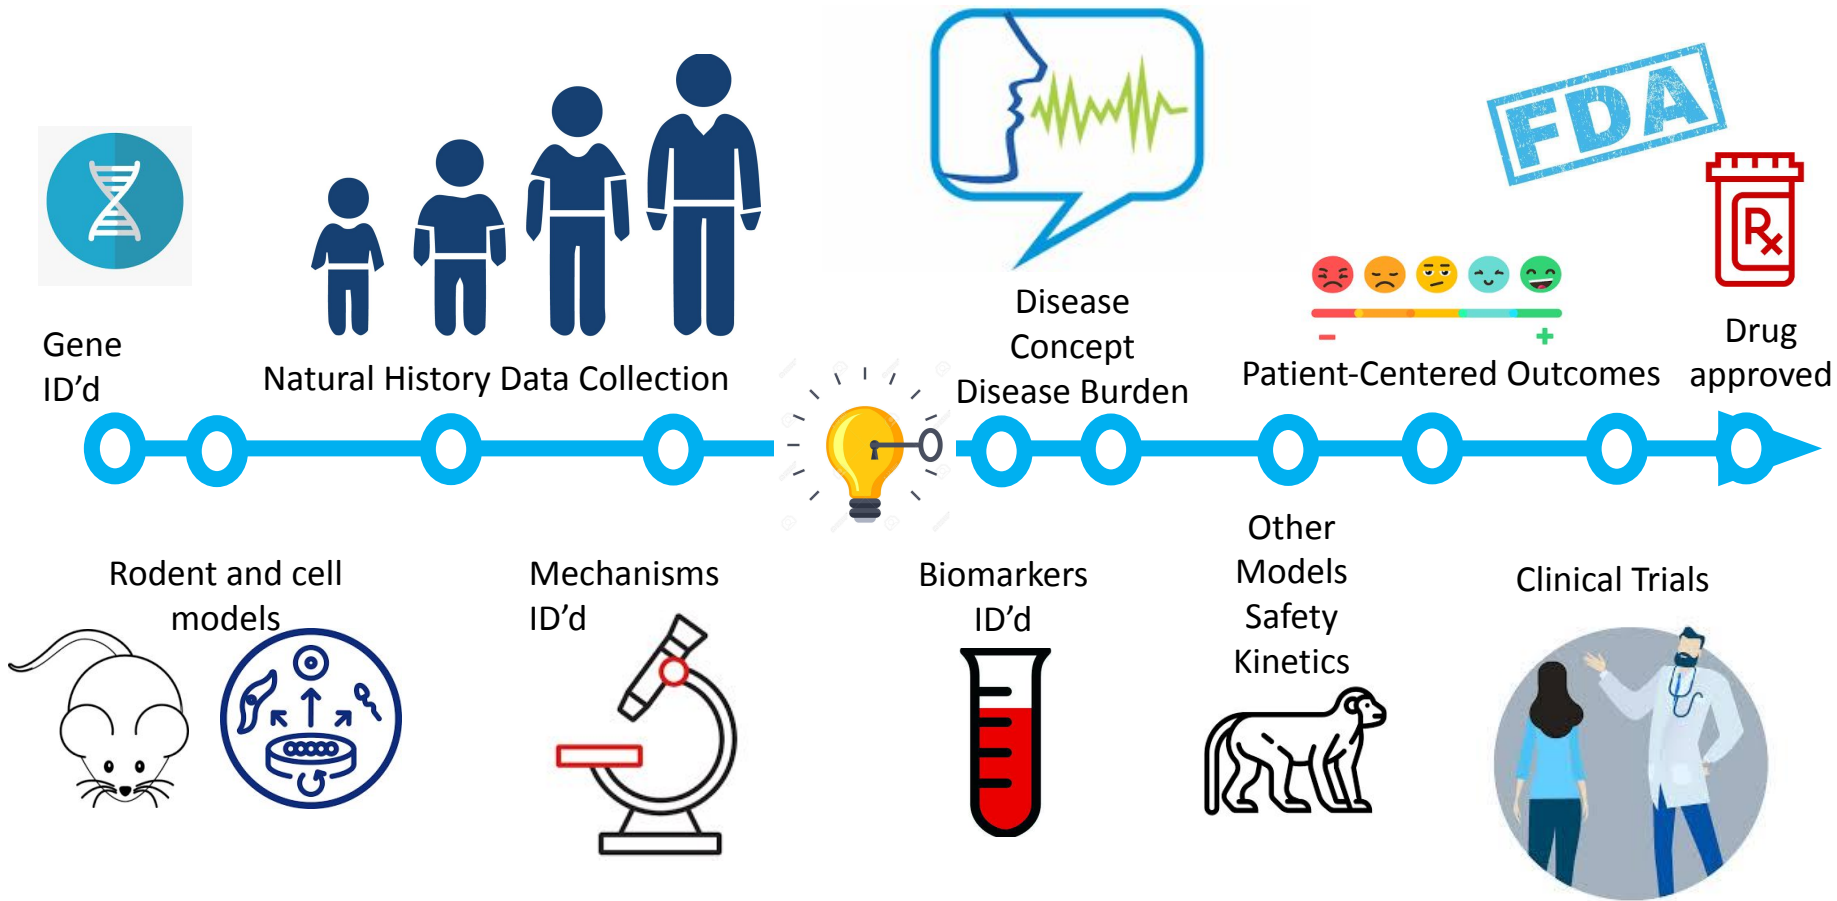 FDA
Rx
Gene
ID’d
Natural History Data Collection
Disease
Concept
Disease Burden
-
+
Patient-Centered Outcomes
Drug
approved
Rodent and cell
models
Mechanisms
ID’d
Biomarkers
ID’d
Other
Models
Safety
Kinetics
Clinical Trials